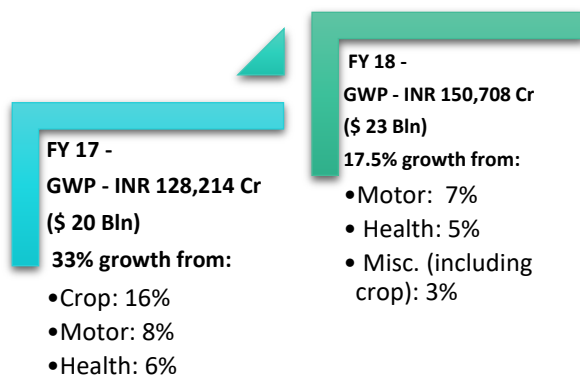 FY 17 -
GWP - INR 128,214 Cr
($ 20 Bln)
33% growth from:
•Crop: 16%
•Motor: 8%
•Health: 6%
FY 18 -
GWP - INR 150,708 Cr
($ 23 Bln)
17.5% growth from:
•Motor: 7%
• Health: 5%
• Misc. (including
crop): 3%